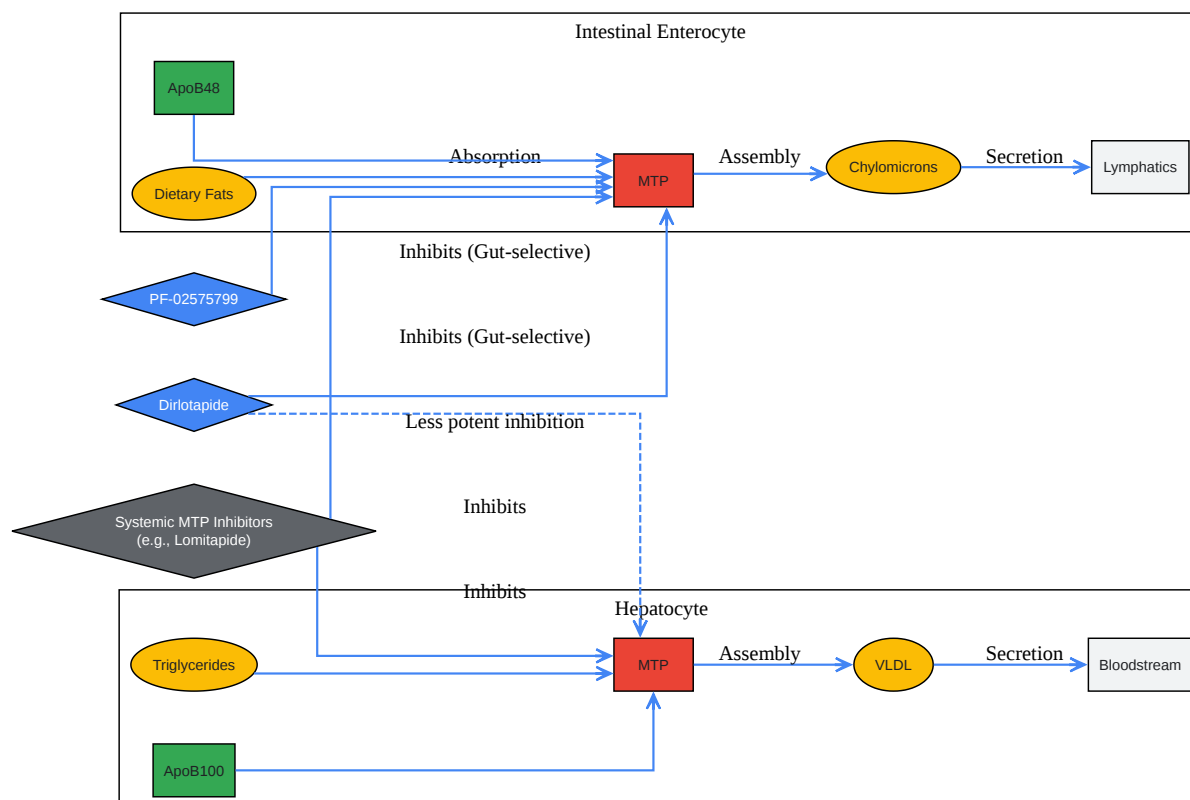 Intestinal Enterocyte
ApoB48
Absorption
Assembly
Secretion
Dietary Fats
MTP
Chylomicrons
Lymphatics
Inhibits (Gut-selective)
PF-02575799
Inhibits (Gut-selective)
Dirlotapide
Less potent inhibition
Systemic MTP Inhibitors
(e.g., Lomitapide)
Inhibits
Inhibits
Hepatocyte
Triglycerides
MTP
Assembly
VLDL
Secretion
Bloodstream
ApoB100